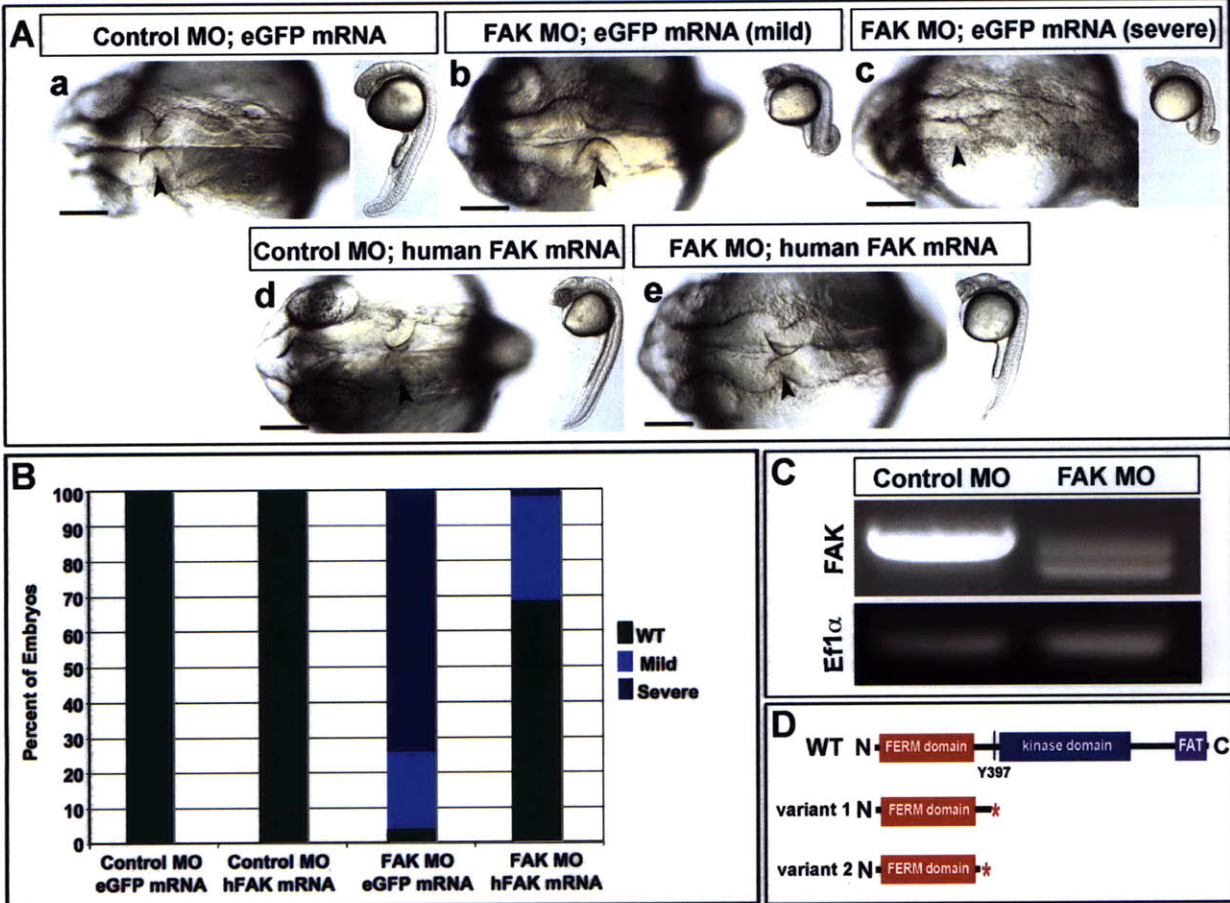 A
Control MO; eGFP mRNA
FAK MO; eGFP mRNA (mild)
FAK MO; eGFP mRNA (severe)
a
b
c
Control MO; human FAK mRNA
FAK MO; human FAK mRNA
d
e
B
100
90
80
70
60
50
40
30
20
10
0
Percent of Embryos
Control MO
eGFP mRNA
Control MO
hFAK mRNA
FAK MO
eGFP mRNA
FAK MO
hFAK mRNA
WT
Mild
Severe
C
Control MO FAK MO
FAK
Ef1α
D
WT N FERM domain kinase domain FAT C
Y397
variant 1 N FERM domain *
variant 2 N FERM domain *